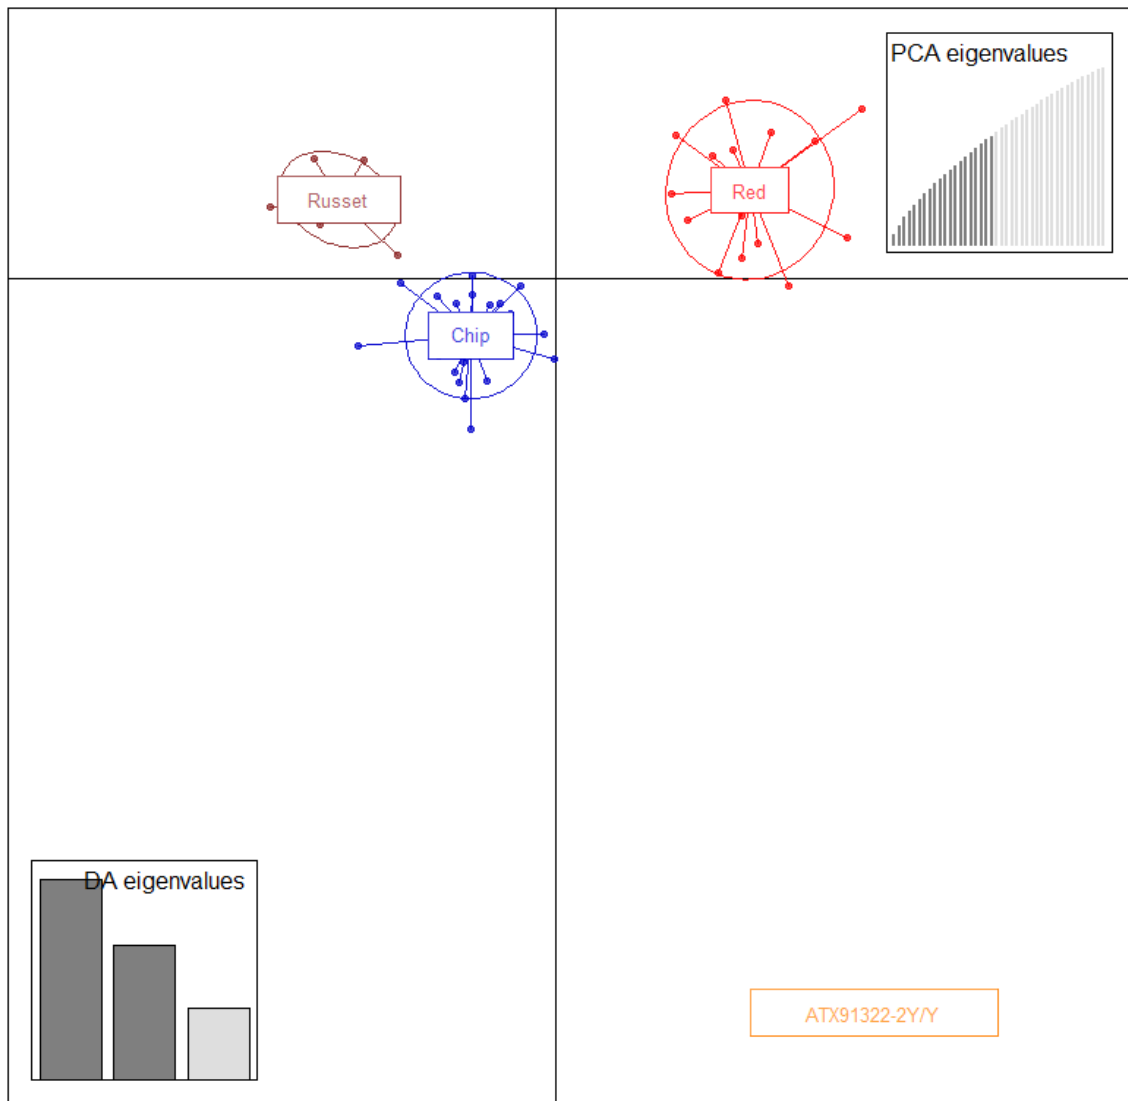 PCA eigenvalues
Russet
Red
Chip
DA eigenvalues
ATX91322-2Y/Y